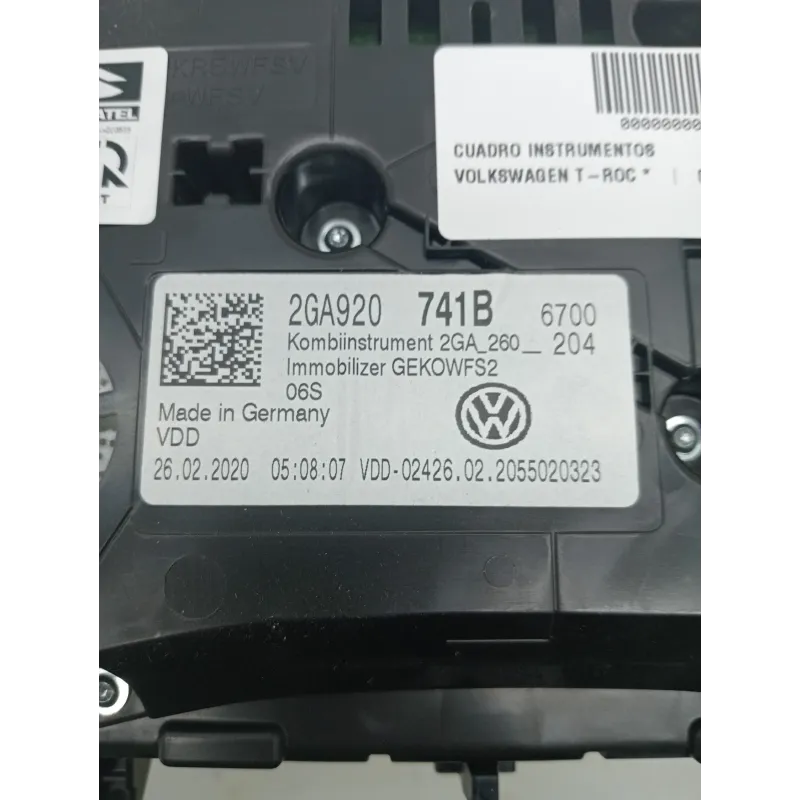 CUADRO INSTRUMENTOS
VOLKSWAGEN T-ROC *
2GA920 741B 6700
Kombiinstrument 2GA_260__ 204
Immobilizer GEKOWFS2
06S
Made in Germany
VDD
26.02.2020 05:08:07 VDD-02426.02.2055020323